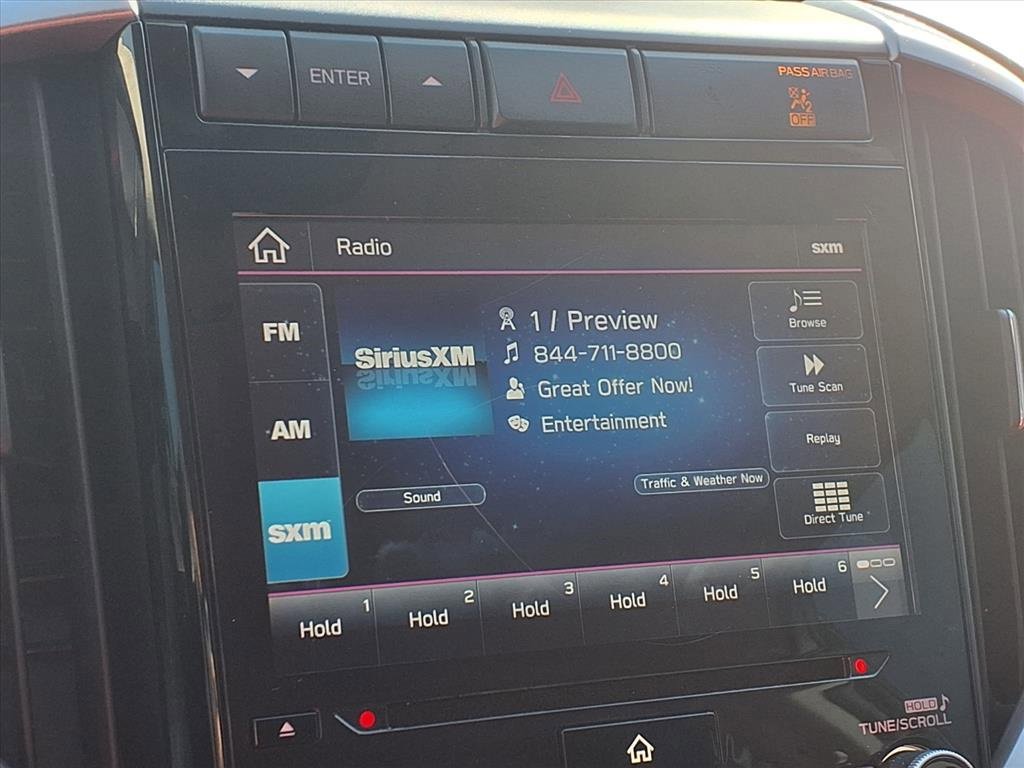 ENTER
PASS AIR BAG
2
OFF
Radio
sxm
FM
AM
sxm
SiriusXM
1 / Preview
844-711-8800
Great Offer Now!
Entertainment
Sound
Traffic & Weather Now
Browse
Tune Scan
Replay
Direct Tune
1
Hold
2
Hold
3
Hold
4
Hold
5
Hold
6
Hold
HOLD
TUNE/SCROLL